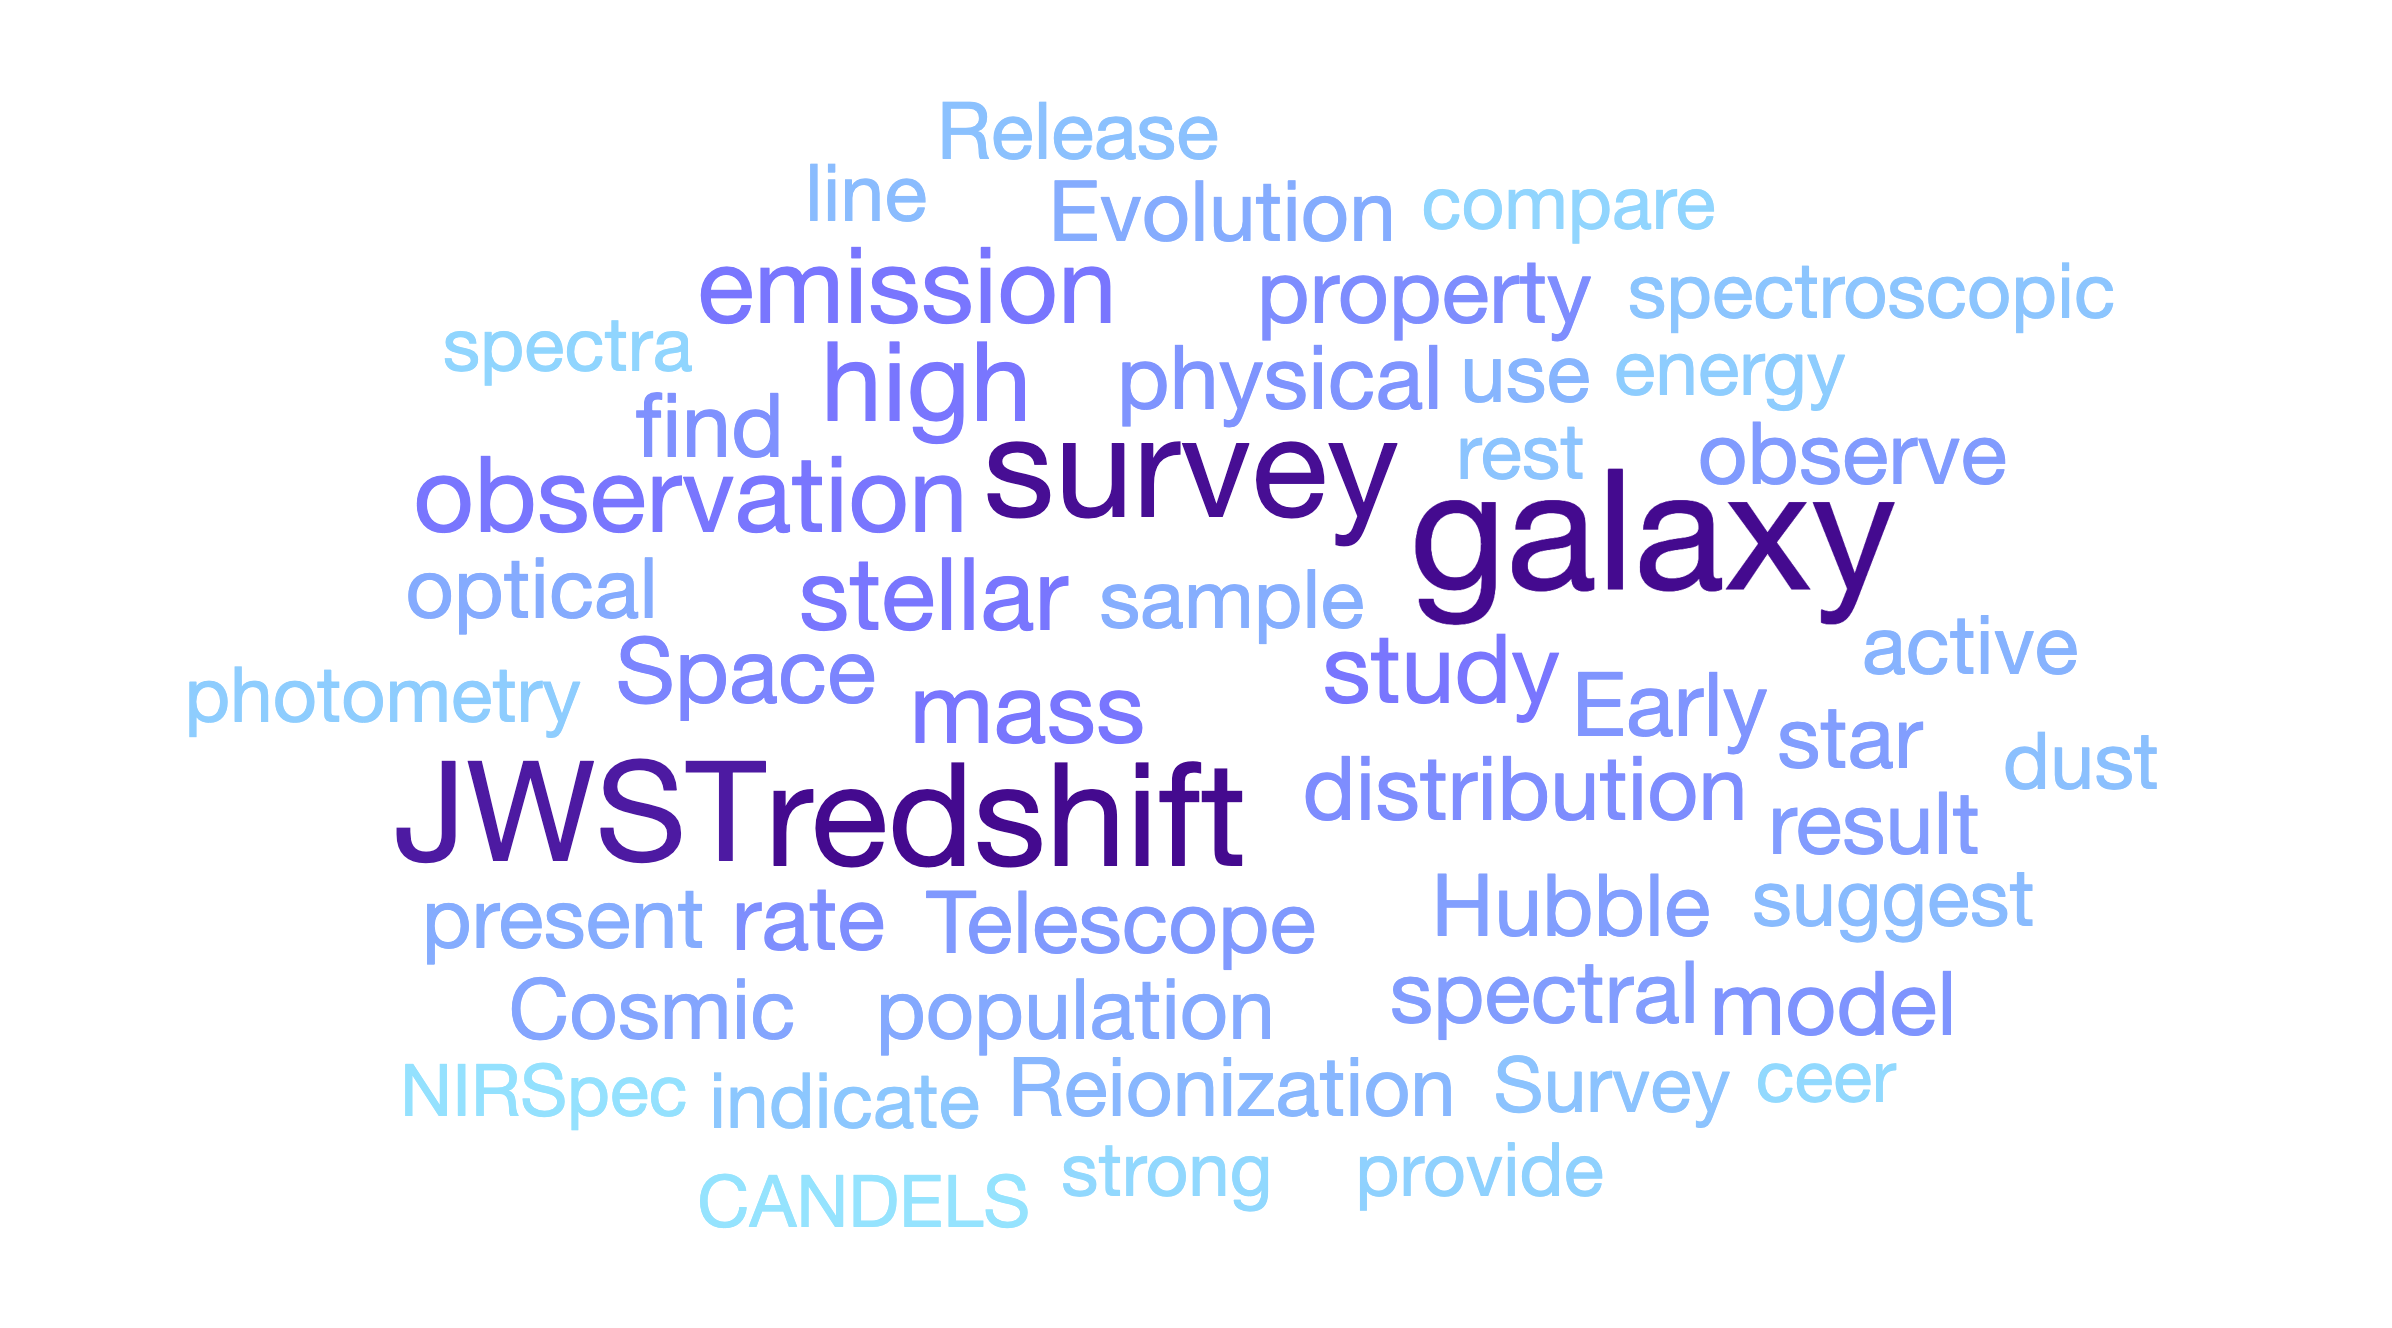 Release
line Evolution compare
emission property spectroscopic
spectra high physical use energy
find survey rest observe
observation galaxy
optical stellar sample
photometry Space mass study Early active
star dust
JWST redshift distribution result
present rate Telescope Hubble suggest
Cosmic population spectral model
NIRSpec indicate Reionization Survey ceer
CANDELS strong provide